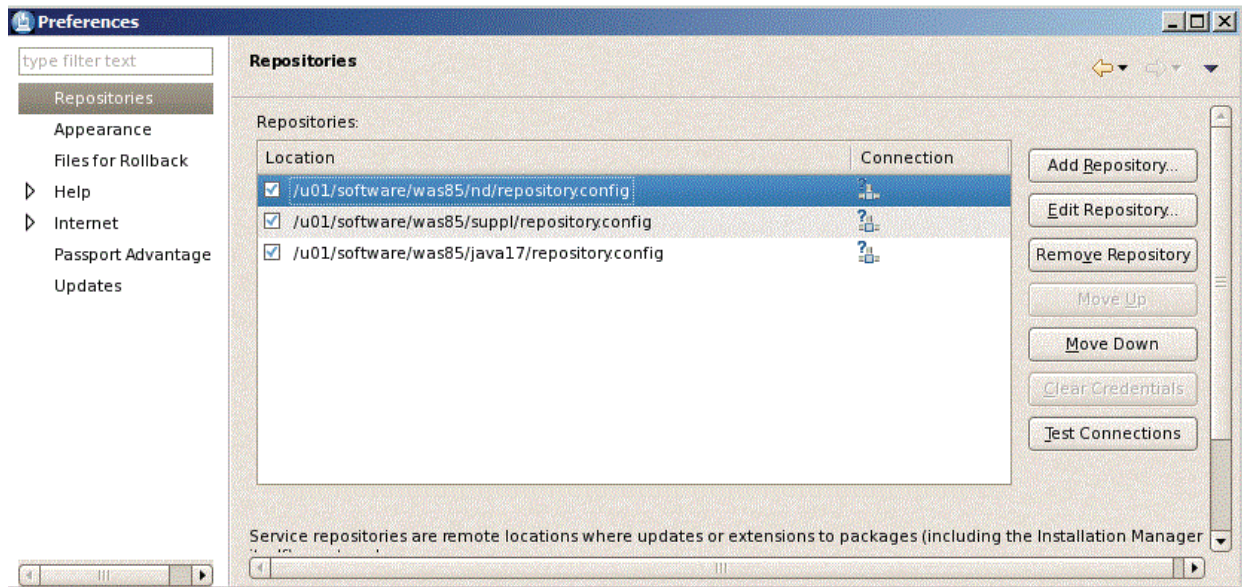 Preferences
type filter text
Repositories
Appearance
Files for Rollback
Help
Internet
Passport Advantage
Updates
Repositories
Repositories:
Location Connection
/u01/software/was85/nd/repository.config
/u01/software/was85/suppl/repository.config
/u01/software/was85/java17/repository.config
Add Repository...
Edit Repository...
Remove Repository
Move Up
Move Down
Clear Credentials
Test Connections
Service repositories are remote locations where updates or extensions to packages (including the Installation Manager